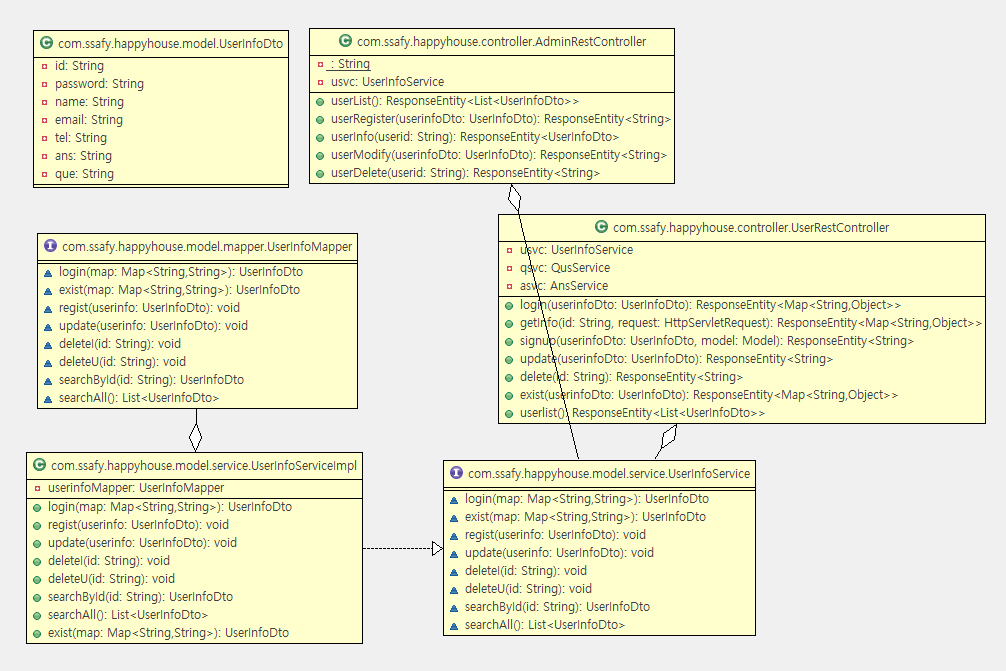 C com.ssafy.happyhouse.model.UserInfoDto
id: String
password: String
name: String
email: String
tel: String
ans: String
que: String
C com.ssafy.happyhouse.controller.AdminRestController
: String
usvc: UserInfoService
userList(): ResponseEntity<List<UserInfoDto>>
userRegister(userinfoDto: UserInfoDto): ResponseEntity<String>
userInfo(userid: String): ResponseEntity<UserInfoDto>
userModify(userinfoDto: UserInfoDto): ResponseEntity<String>
userDelete(userid: String): ResponseEntity<String>
I com.ssafy.happyhouse.model.mapper.UserInfoMapper
login(map: Map<String,String>): UserInfoDto
exist(map: Map<String,String>): UserInfoDto
regist(userinfo: UserInfoDto): void
update(userinfo: UserInfoDto): void
deleteI(id: String): void
deleteU(id: String): void
searchById(id: String): UserInfoDto
searchAll(): List<UserInfoDto>
C com.ssafy.happyhouse.controller.UserRestController
usvc: UserInfoService
qsvc: QusService
asvc: AnsService
login(userinfoDto: UserInfoDto): ResponseEntity<Map<String,Object>>
getInfo(id: String, request: HttpServletRequest): ResponseEntity<Map<String,Object>>
signup(userinfoDto: UserInfoDto, model: Model): ResponseEntity<String>
update(userinfoDto: UserInfoDto): ResponseEntity<String>
delete(id: String): ResponseEntity<String>
exist(userinfoDto: UserInfoDto): ResponseEntity<Map<String,Object>>
userlist(): ResponseEntity<List<UserInfoDto>>
C com.ssafy.happyhouse.model.service.UserInfoServiceImpl
userinfoMapper: UserInfoMapper
login(map: Map<String,String>): UserInfoDto
regist(userinfo: UserInfoDto): void
update(userinfo: UserInfoDto): void
deleteI(id: String): void
deleteU(id: String): void
searchById(id: String): UserInfoDto
searchAll(): List<UserInfoDto>
exist(map: Map<String,String>): UserInfoDto
I com.ssafy.happyhouse.model.service.UserInfoService
login(map: Map<String,String>): UserInfoDto
exist(map: Map<String,String>): UserInfoDto
regist(userinfo: UserInfoDto): void
update(userinfo: UserInfoDto): void
deleteI(id: String): void
deleteU(id: String): void
searchById(id: String): UserInfoDto
searchAll(): List<UserInfoDto>